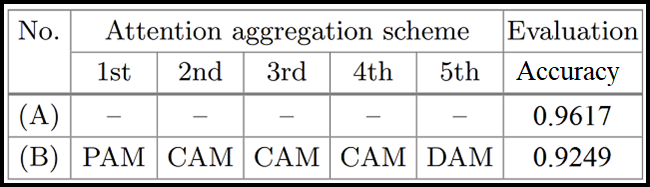 No. Attention aggregation scheme Evaluation
1st 2nd 3rd 4th 5th Accuracy
(A) – – – – – 0.9617
(B) PAM CAM CAM CAM DAM 0.9249